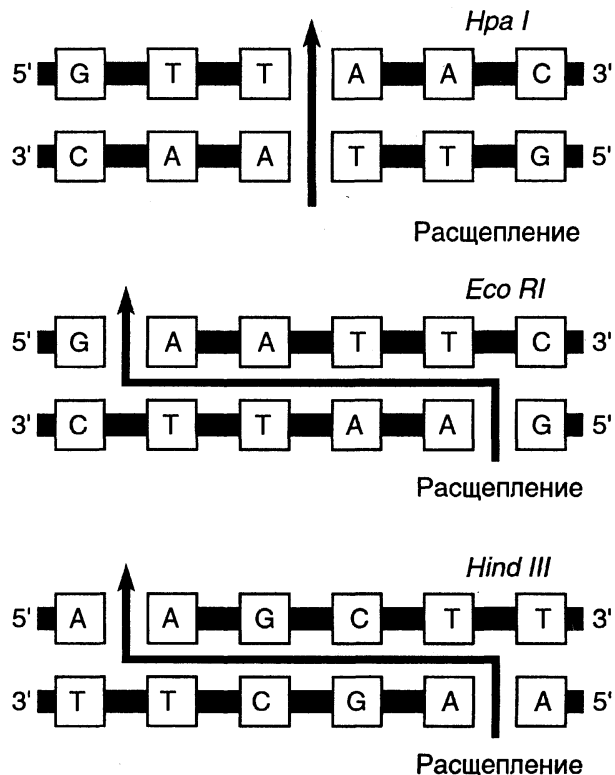 Hpa I
5' G T T A A C 3'
3' C A A T T G 5'
Расщепление
Eco RI
5' G A A T T C 3'
3' C T T A A G 5'
Расщепление
Hind III
5' A A G C T T 3'
3' T T C G A A 5'
Расщепление